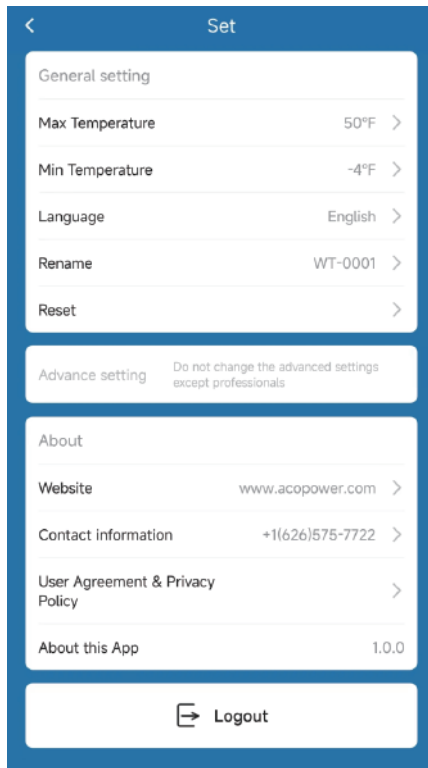 Set
General setting
Max Temperature 50°F
Min Temperature -4°F
Language English
Rename WT-0001
Reset
Advance setting Do not change the advanced settings
except professionals
About
Website www.acopower.com
Contact information +1(626)575-7722
User Agreement & Privacy
Policy
About this App 1.0.0
Logout